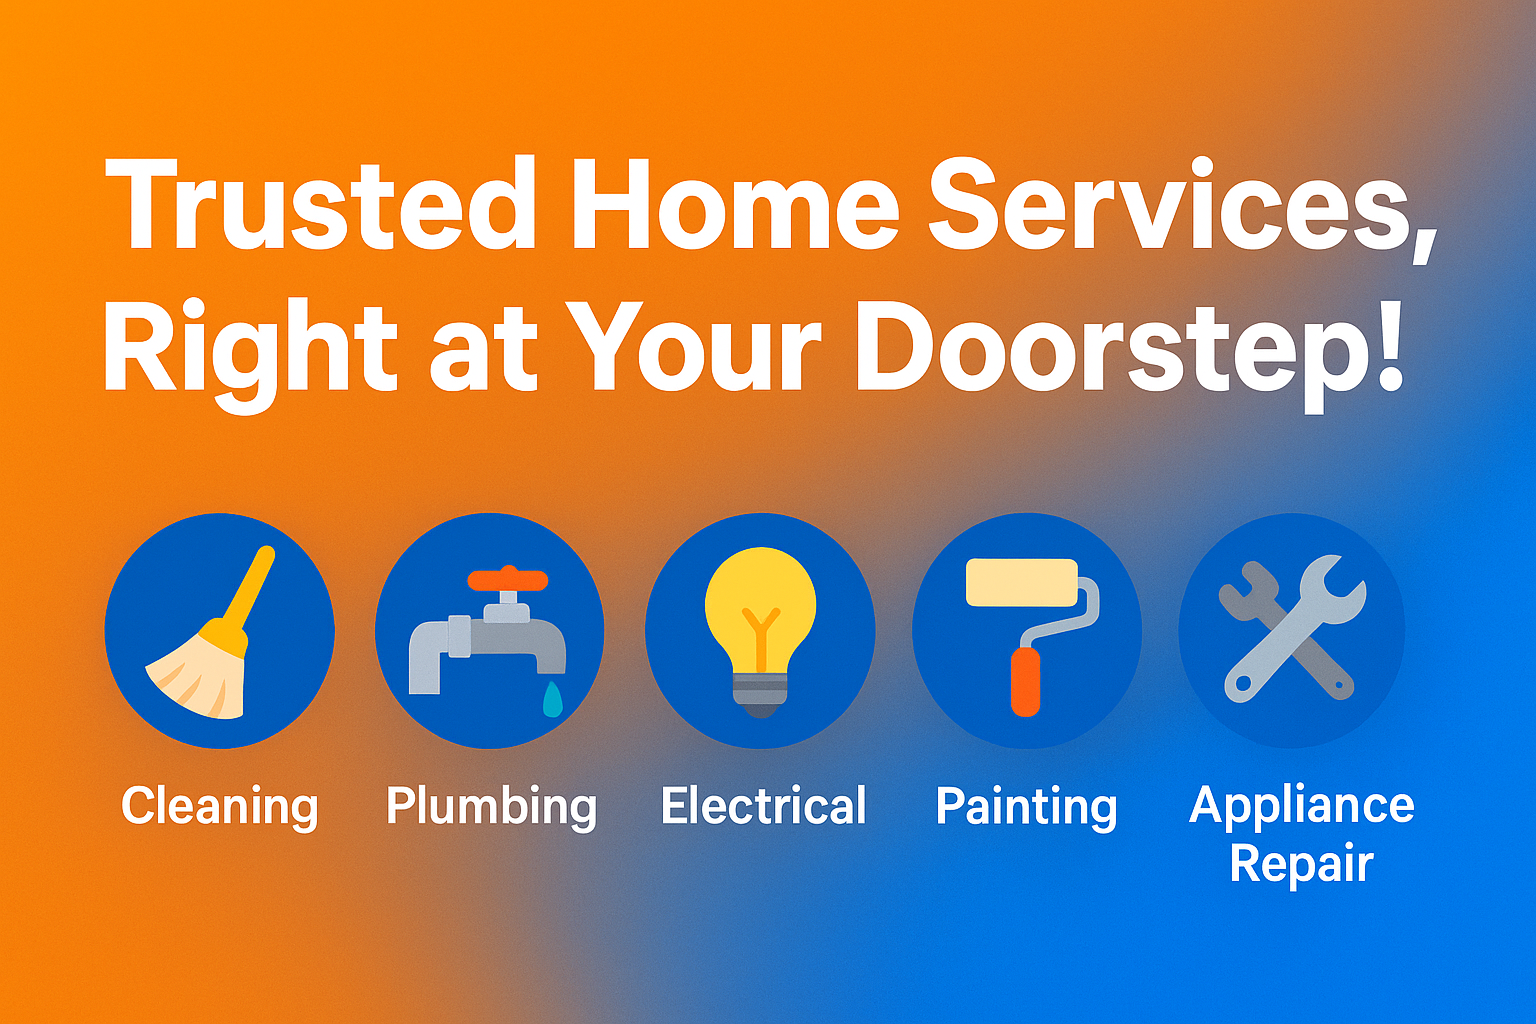 Trusted Home Services,
Right at Your Doorstep!
Cleaning
Plumbing
Electrical
Painting
Appliance
Repair